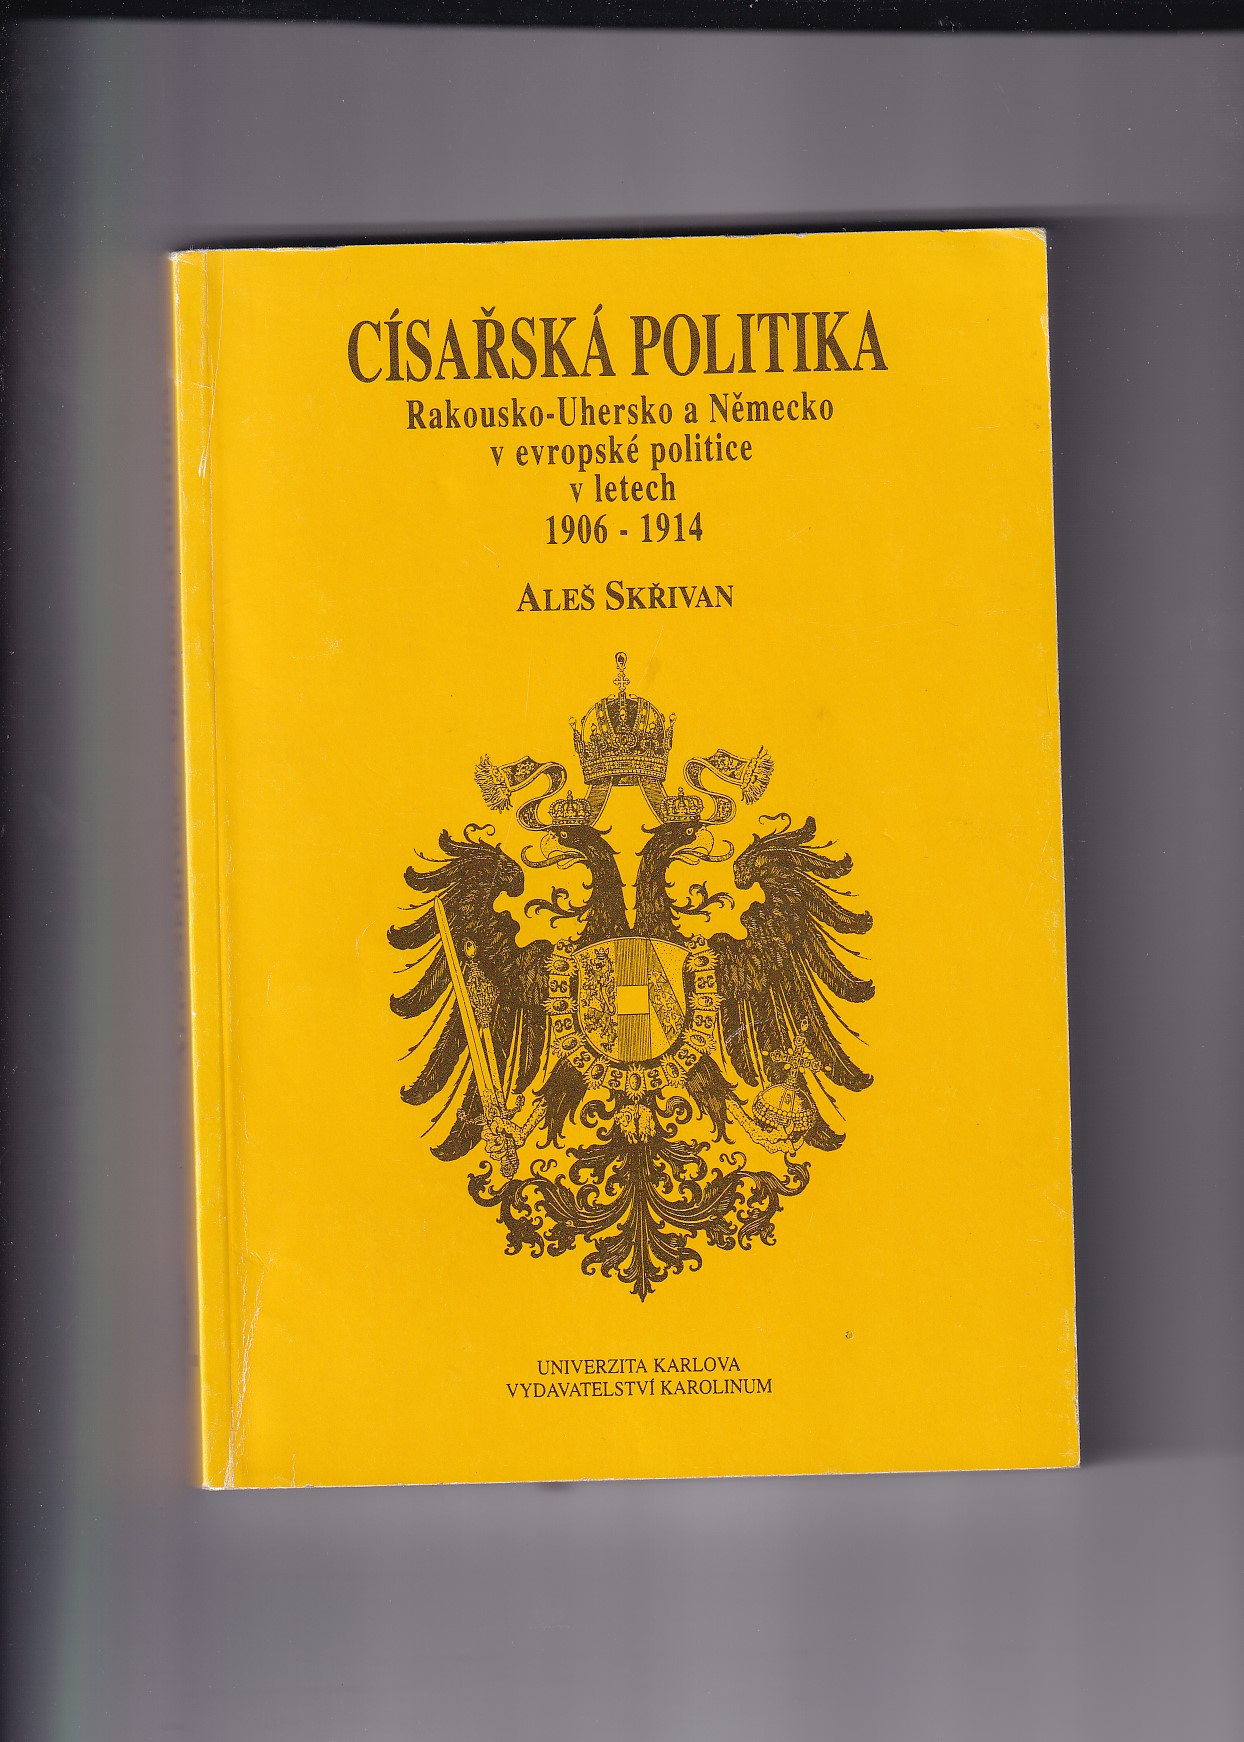 CÍSAŘSKÁ POLITIKA
Rakousko-Uhersko a Německo
v evropské politice
v letech
1906 - 1914
ALEŠ SKŘIVAN
UNIVERZITA KARLOVA
VYDAVATELSTVÍ KAROLINUM